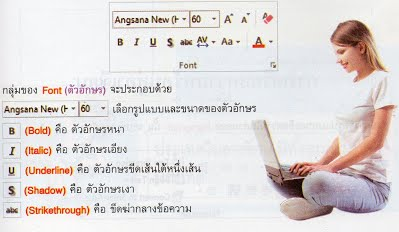 Angsana New (H 60 A A
B I U S abc AV Aa A
Font
กลุ่มของ Font (ตัวอักษร) จะประกอบด้วย
Angsana New (H 60 เลือกรูปแบบและขนาดของตัวอักษร
B (Bold) คือ ตัวอักษรหนา
I (Italic) คือ ตัวอักษรเอียง
U (Underline) คือ ตัวอักษรขีดเส้นใต้หนึ่งเส้น
S (Shadow) คือ ตัวอักษรเงา
abc (Strikethrough) คือ ขีดฆ่ากลางข้อความ